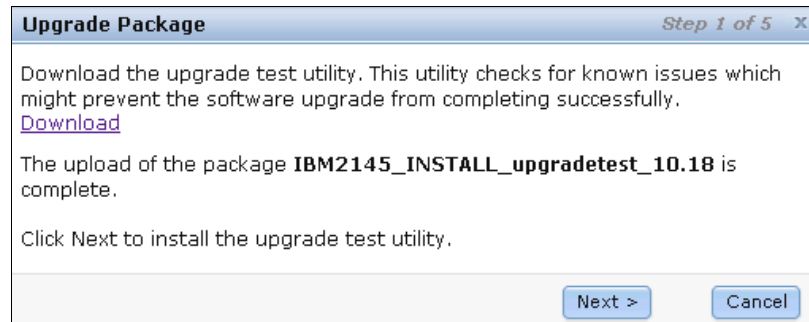 Upgrade Package Step 1 of 5 X
Download the upgrade test utility. This utility checks for known issues which
might prevent the software upgrade from completing successfully.
Download
The upload of the package IBM2145_INSTALL_upgradetest_10.18 is
complete.
Click Next to install the upgrade test utility.
Next > Cancel